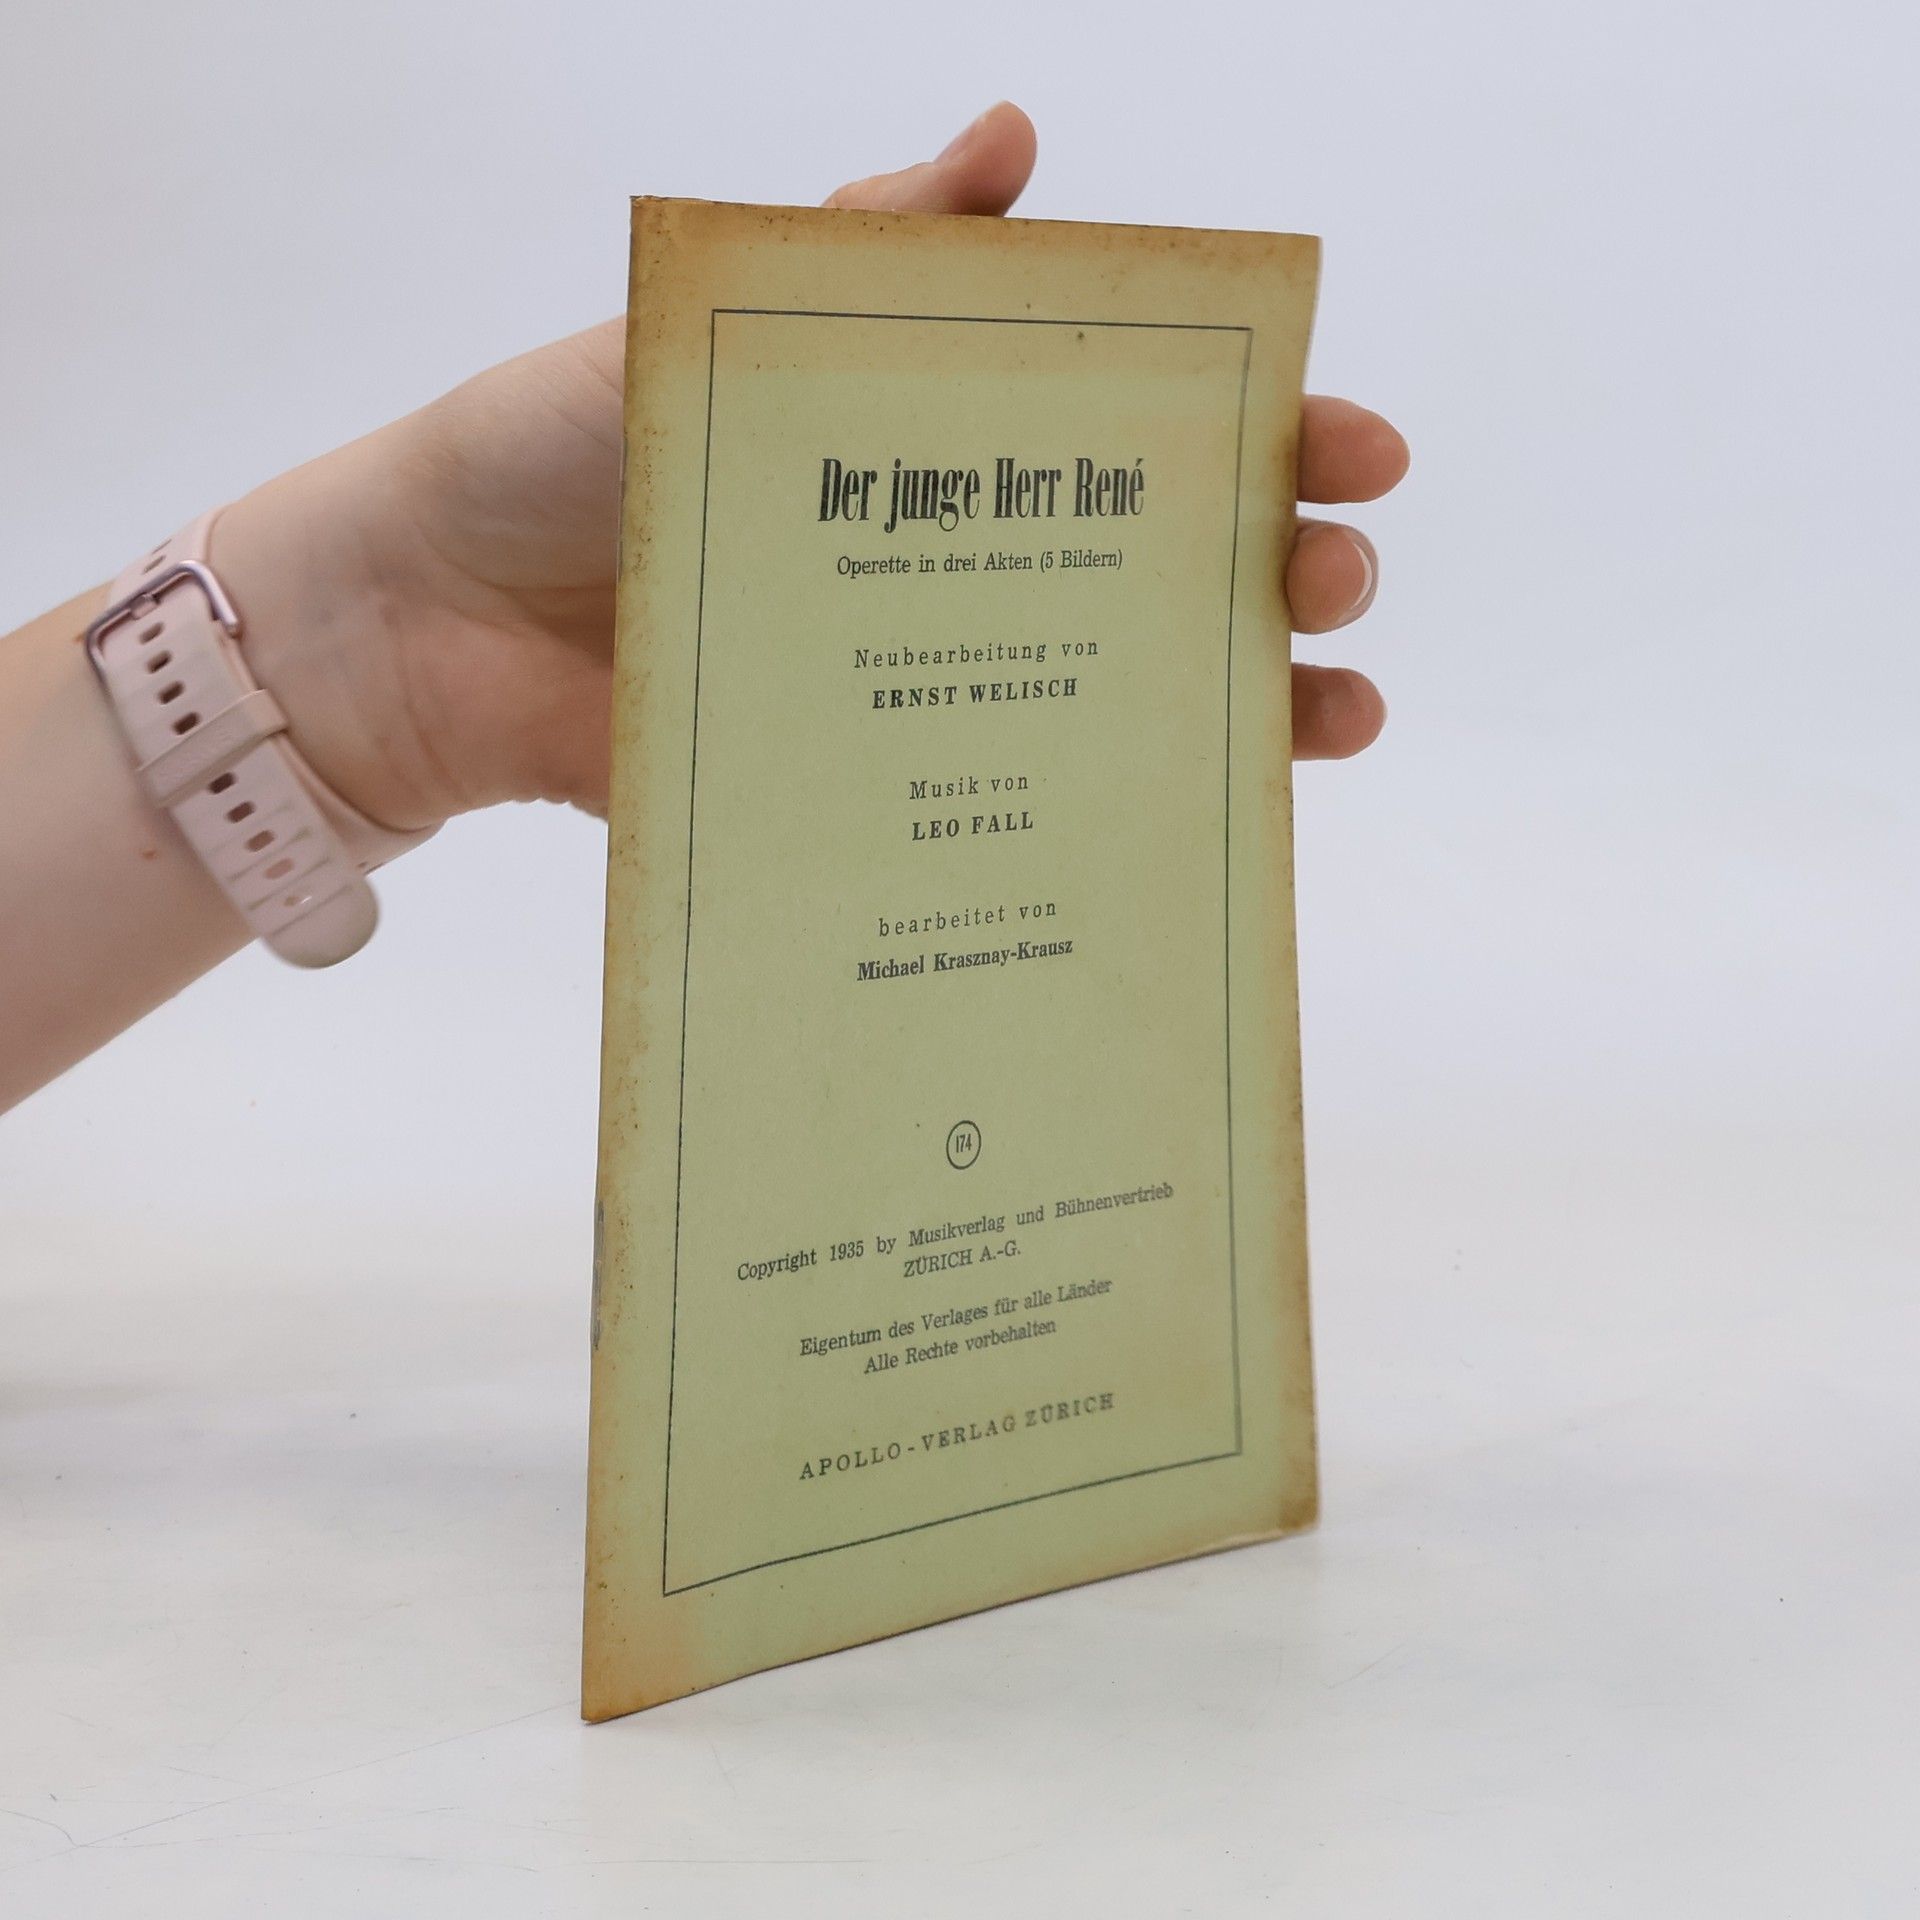 Der junge Herr René
Operette in drei Akten (5 Bildern)
Neubearbeitung von
ERNST WELISCH
Musik von
LEO FALL
bearbeitet von
Michael Krasznay-Krausz
174
Copyright 1935 by Musikverlag und Bühnenvertrieb
ZÜRICH A.-G.
Eigentum des Verlages für alle Länder
Alle Rechte vorbehalten
APOLLO-VERLAG ZÜRICH